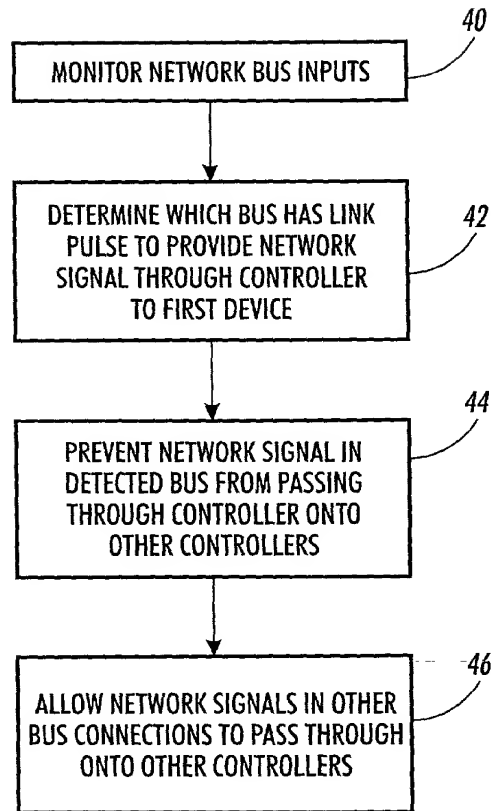 40
MONITOR NETWORK BUS INPUTS
42
DETERMINE WHICH BUS HAS LINK
PULSE TO PROVIDE NETWORK
SIGNAL THROUGH CONTROLLER
TO FIRST DEVICE
44
PREVENT NETWORK SIGNAL IN
DETECTED BUS FROM PASSING
THROUGH CONTROLLER ONTO
OTHER CONTROLLERS
46
ALLOW NETWORK SIGNALS IN OTHER
BUS CONNECTIONS TO PASS THROUGH
ONTO OTHER CONTROLLERS